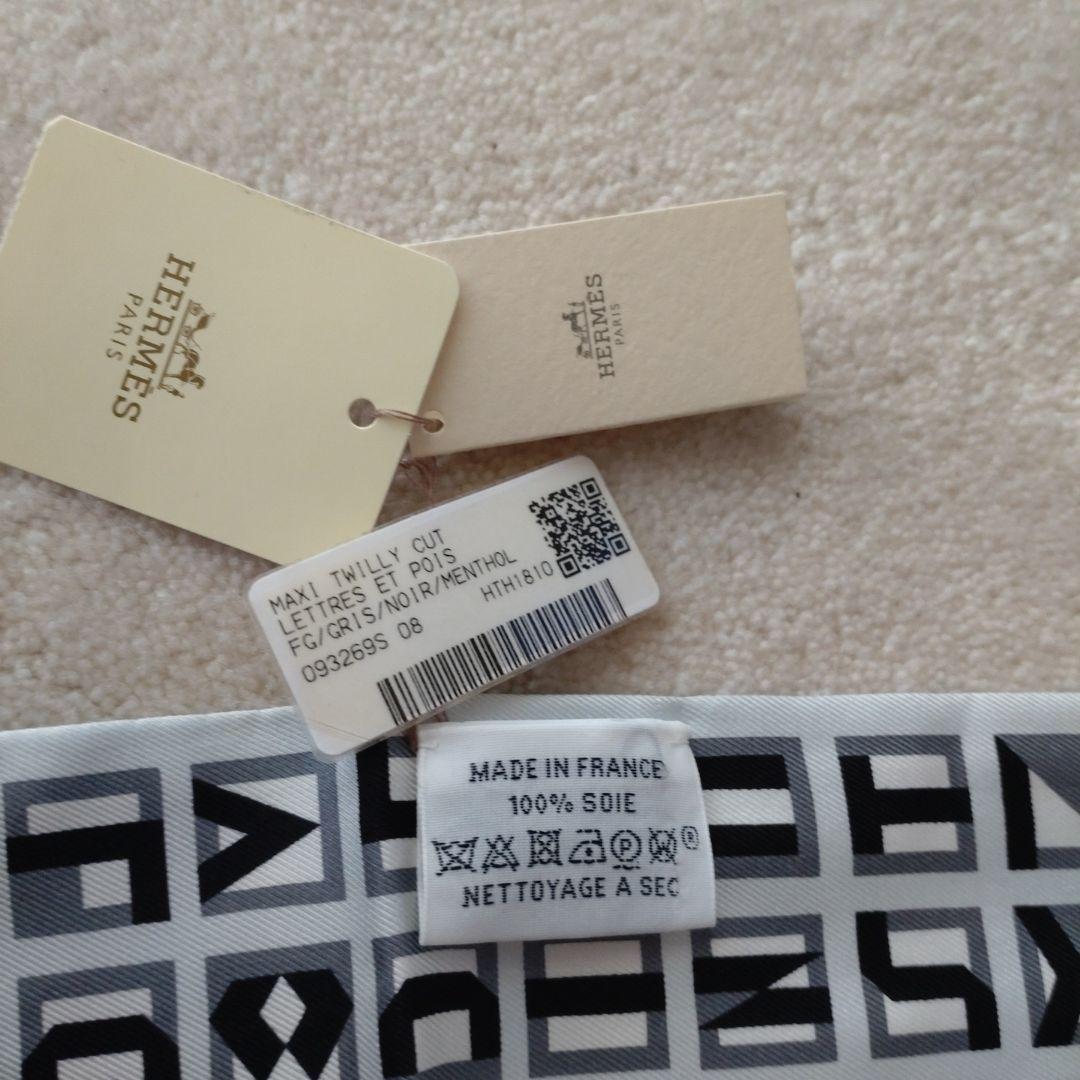 HERMÈS
PARIS
HERMÈS
PARIS
MAXI TWILLY CUT
LETTRES ET POIS
FG/GRIS/NOIR/MENTHOL
093269S 08
HTH1810
MADE IN FRANCE
100% SOIE
P
®
NETTOYAGE A SEC